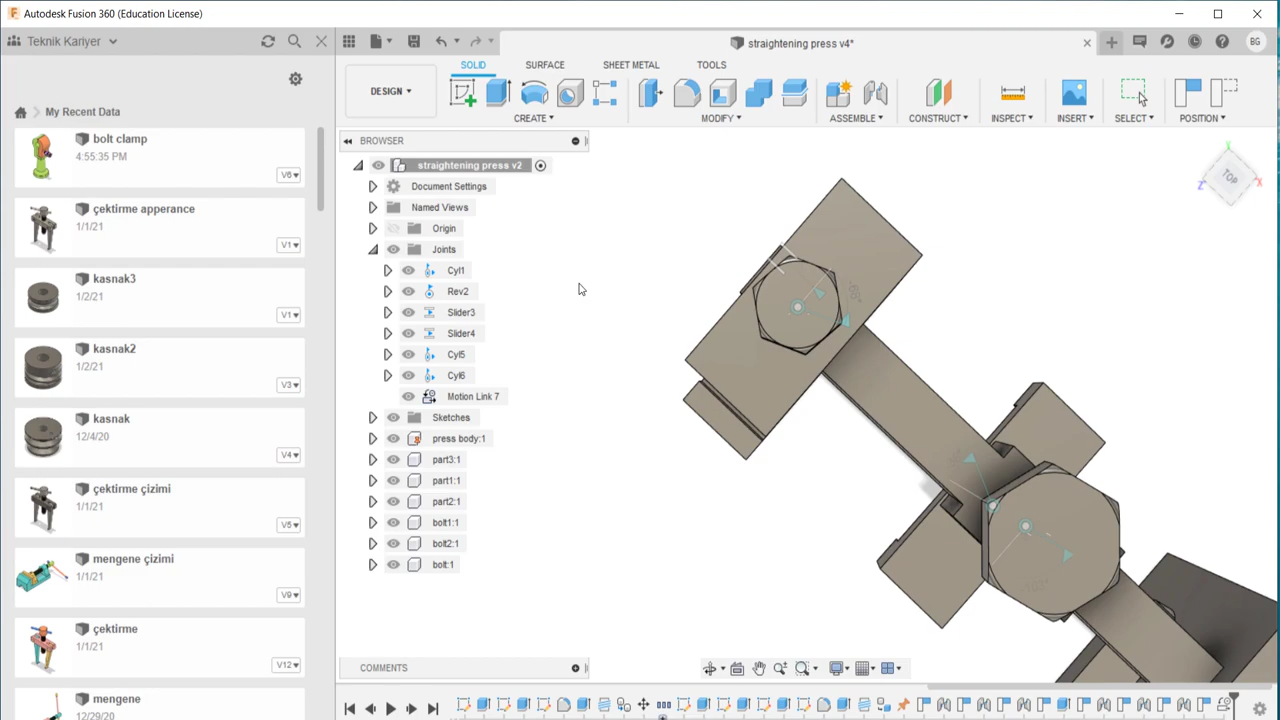 Autodesk Fusion 360 (Education License)
Teknik Kariyer
straightening press v4*
BG
My Recent Data
bolt clamp
4:55:35 PM
V6
çektirme apperance
1/1/21
V1
kasnak3
1/2/21
V1
kasnak2
1/2/21
V3
kasnak
12/4/20
V4
çektirme çizimi
1/1/21
V5
mengene çizimi
1/1/21
V9
çektirme
1/1/21
V12
mengene
12/29/20
SOLID SURFACE SHEET METAL TOOLS
DESIGN
CREATE MODIFY ASSEMBLE CONSTRUCT INSPECT INSERT SELECT POSITION
BROWSER
straightening press v2
Document Settings
Named Views
Origin
Joints
Cyl1
Rev2
Slider3
Slider4
Cyl5
Cyl6
Motion Link 7
Sketches
press body:1
part3:1
part1:1
part2:1
bolt1:1
bolt2:1
bolt:1
COMMENTS
TOP
Y
X
Z